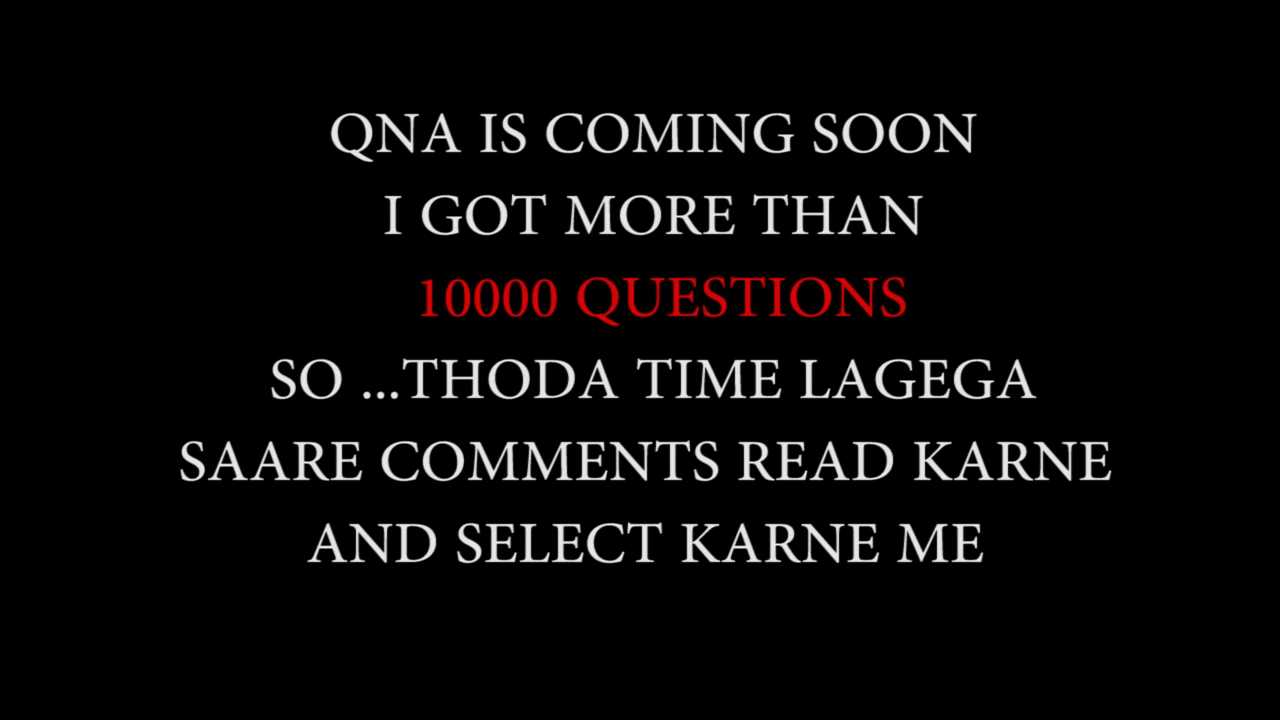 QNA IS COMING SOON
I GOT MORE THAN
10000 QUESTIONS
SO ...THODA TIME LAGEGA
SAARE COMMENTS READ KARNE
AND SELECT KARNE ME